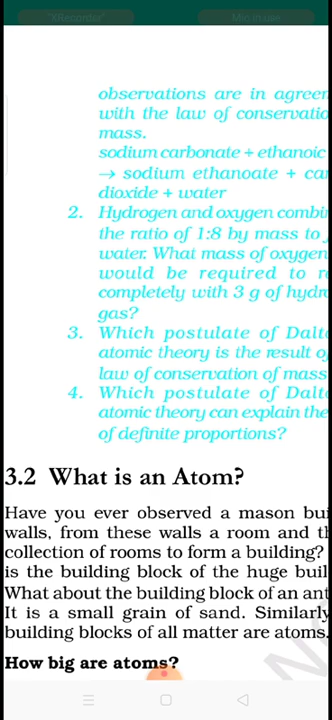 XRecorder
observations are in agree
with the law of conservatio
mass.
sodium carbonate + ethanoic
→ sodium ethanoate + ca
dioxide + water
2. Hydrogen and oxygen combi
the ratio of 1:8 by mass to
water. What mass of oxygen
would be required to r
completely with 3 g of hydr
gas?
3. Which postulate of Dalt
atomic theory is the result o
law of conservation of mass
4. Which postulate of Dalt
atomic theory can explain the
of definite proportions?
3.2 What is an Atom?
Have you ever observed a mason bui
walls, from these walls a room and th
collection of rooms to form a building?
is the building block of the huge buil
What about the building block of an ant
It is a small grain of sand. Similarly
building blocks of all matter are atoms.
How big are atoms?